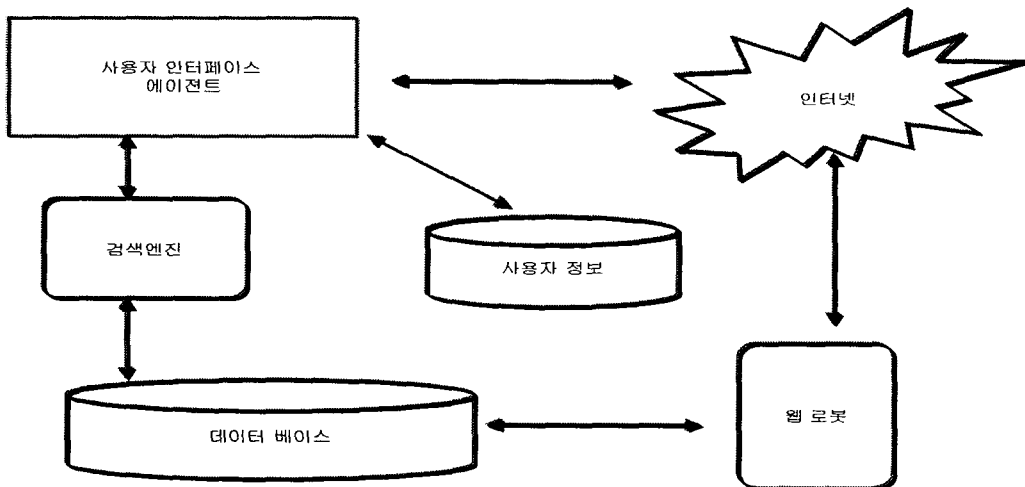 사용자 인터페이스
에이젼트
인터넷
검색엔진
사용자 정보
데이터 베이스
웹 로봇